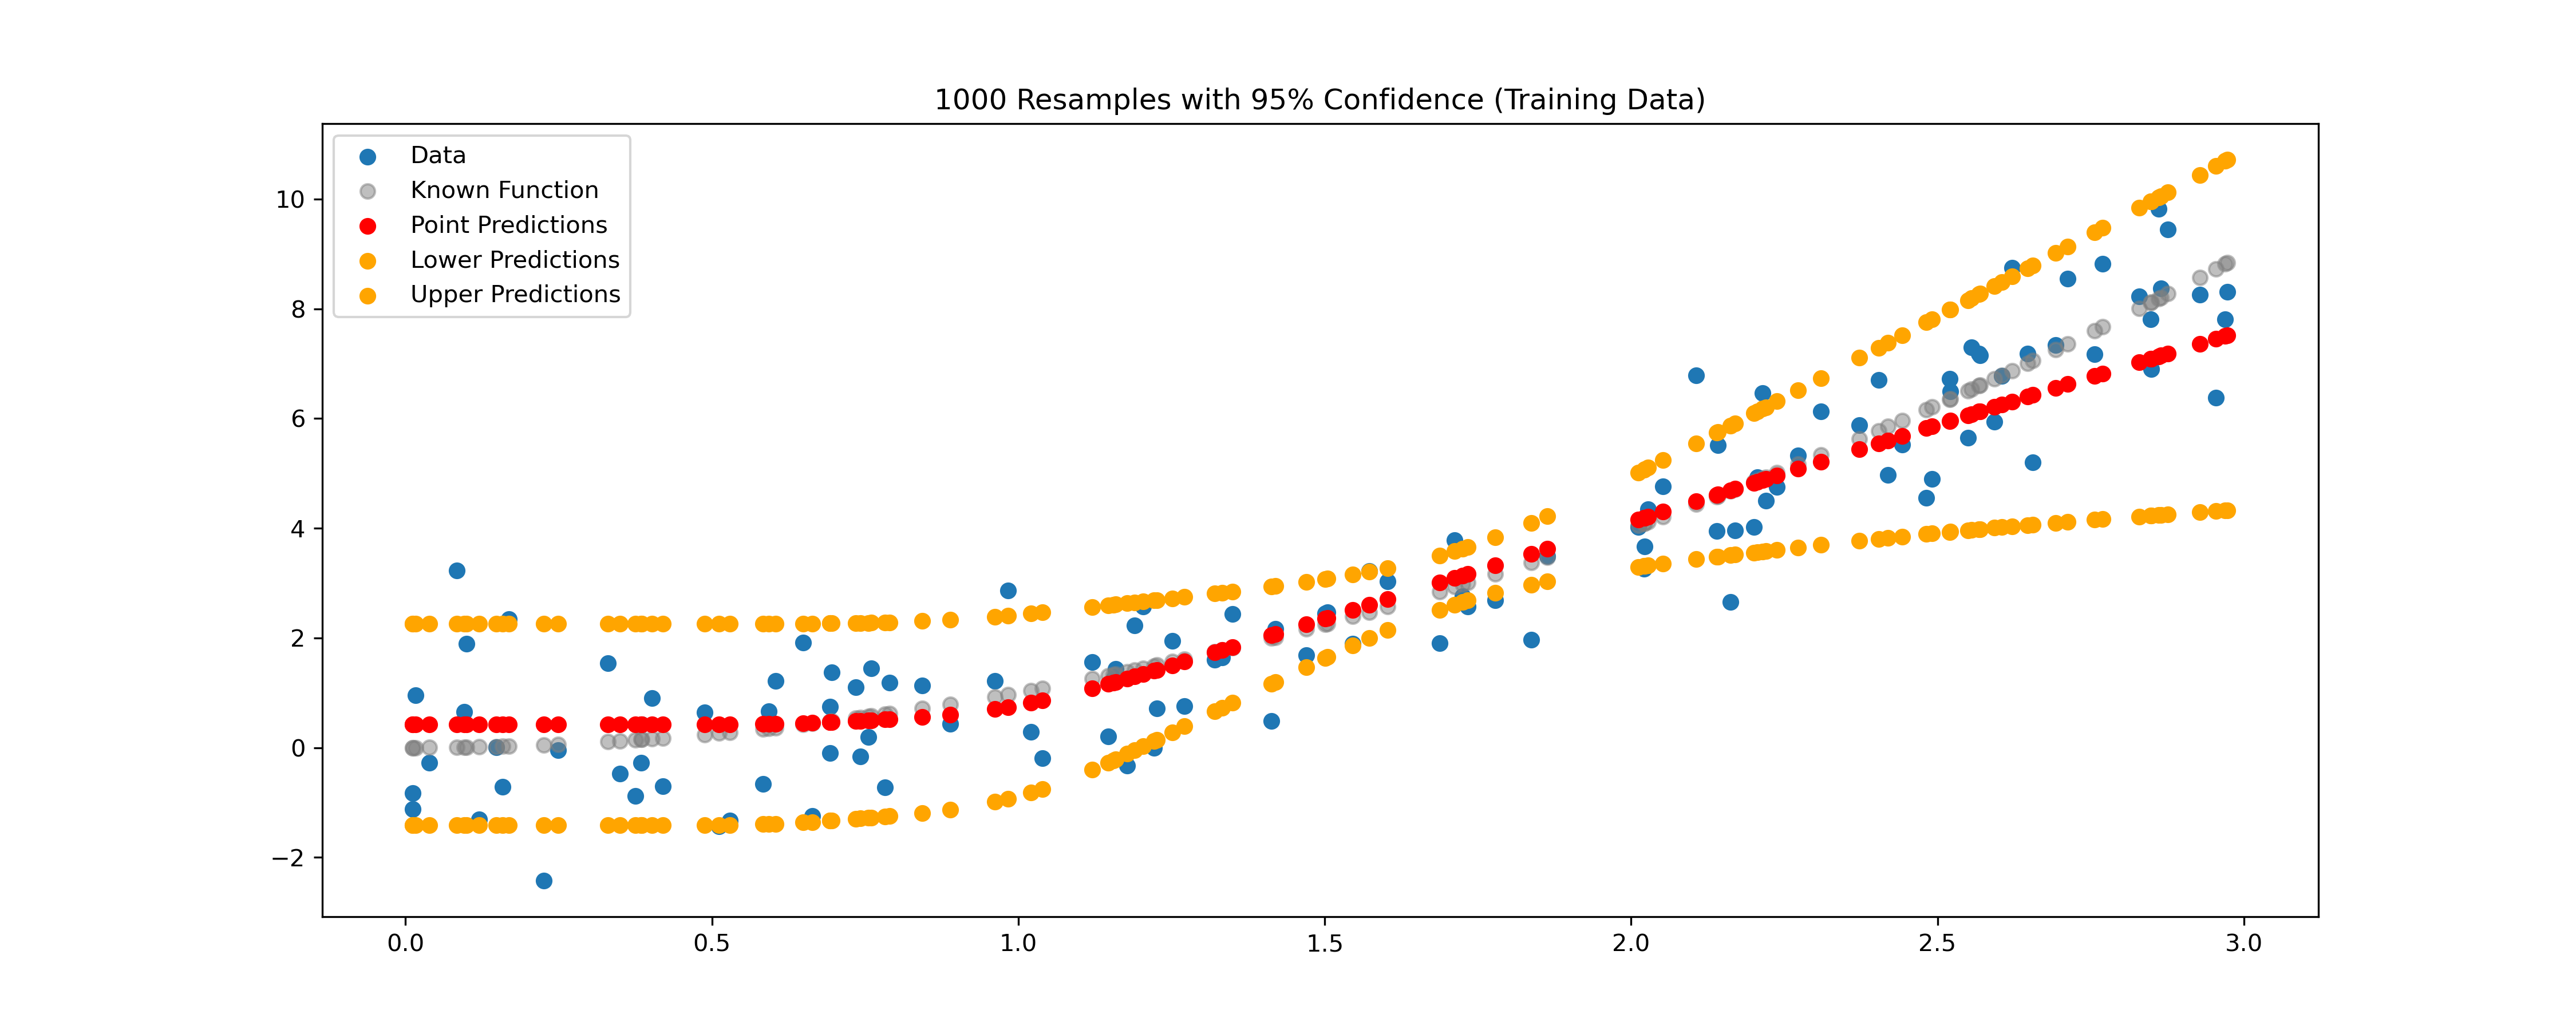 1000 Resamples with 95% Confidence (Training Data)
Data
Known Function
Point Predictions
Lower Predictions
Upper Predictions
10
8
6
4
2
0
−2
0.0 0.5 1.0 1.5 2.0 2.5 3.0